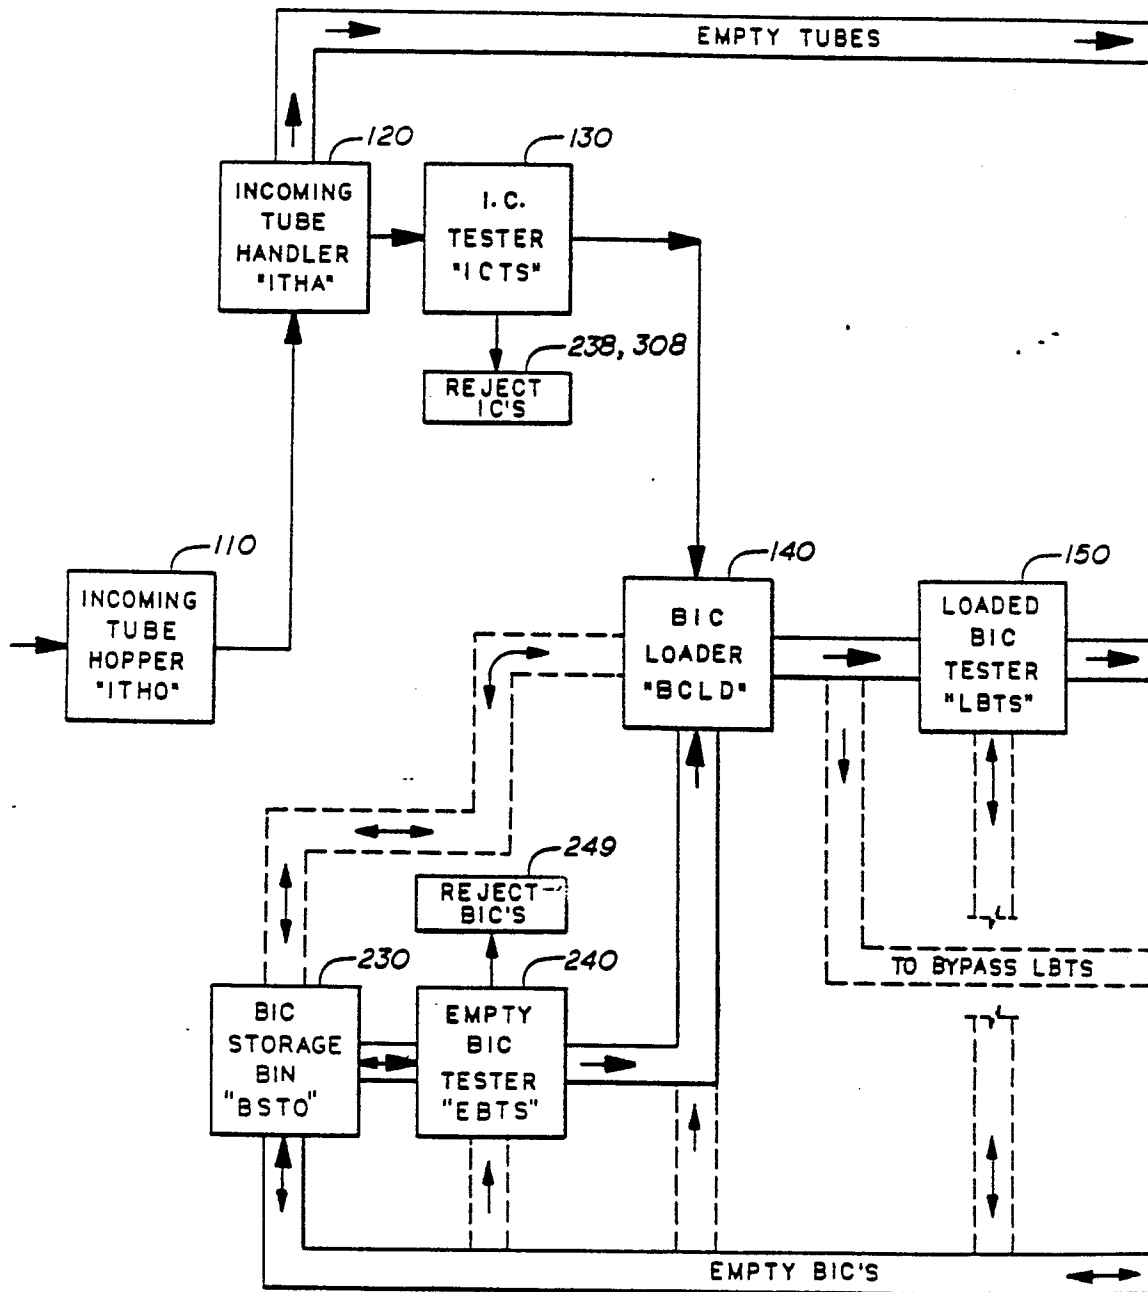 EMPTY TUBES
120
INCOMING
TUBE
HANDLER
"ITHA"
130
I.C.
TESTER
"ICTS"
238, 308
REJECT
IC'S
110
INCOMING
TUBE
HOPPER
"ITHO"
140
BIC
LOADER
"BCLD"
150
LOADED
BIC
TESTER
"LBTS"
249
REJECT
BIC'S
230
BIC
STORAGE
BIN
"BSTO"
240
EMPTY
BIC
TESTER
"EBTS"
TO BYPASS LBTS
EMPTY BIC'S